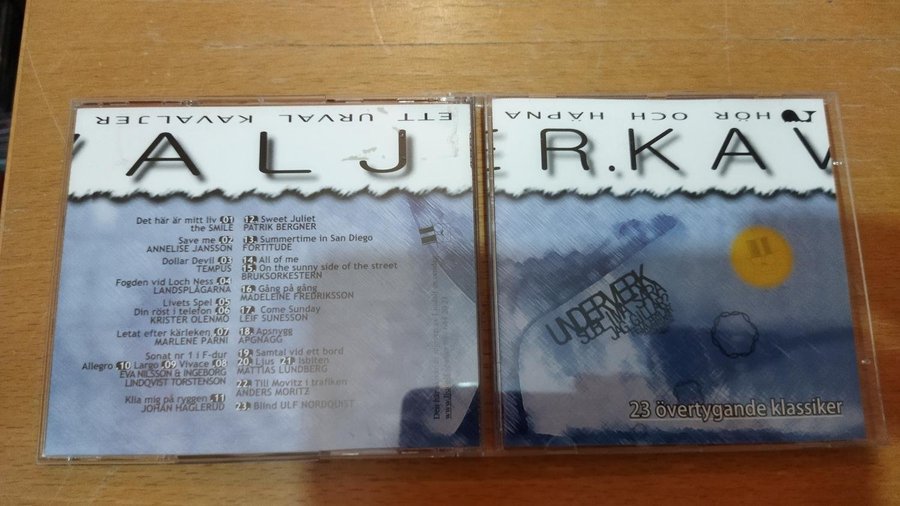 ETT URVAL KAVALJER
ALJ
Det här är mitt liv 01
the SMILE
Save me 02
ANNELISE JANSSON
Dollar Devil 03
TEMPUS
Fogden vid Loch Ness 04
LANDSPLÅGARNA
Livets Spel 05
Din röst i telefon 06
KRISTER OLENMO
Letat efter kärleken 07
MARLENE PARNI
Sonat nr 1 i F-dur
Allegro 10 Largo 09 Vivace 08
EVA NILSSON & INGEBORG
LINDQVIST TORSTENSON
Klia mig på ryggen 11
JOHAN HAGLERUD
12 Sweet Juliet
PATRIK BERGNER
13 Summertime in San Diego
FORTITUDE
14 All of me
15 On the sunny side of the street
BRUKSORKESTERN
16 Gång på gång
MADELEINE FREDRIKSSON
17 Come Sunday
LEIF SUNESSON
18 Apsnygg
APGNAGG
19 Samtal vid ett bord
20 Ljus 21 Isbiten
MATTIAS LUNDBERG
22 Till Movitz i trafiken
ANDERS MORITZ
23 Blind ULF NORDQUIST
HÖR OCH HÄPNA
ER.KAV
UNDERVERK
23 övertygande klassiker